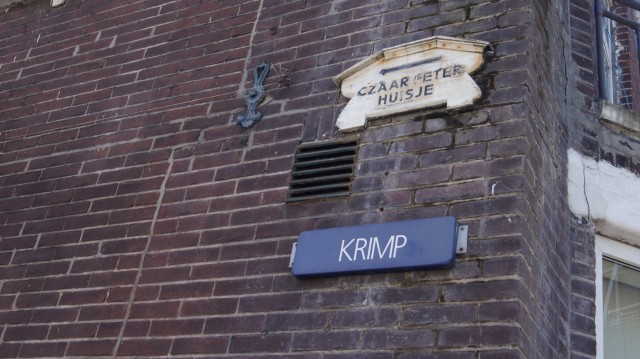 CZAAR PETER
HUISJE
KRIMP